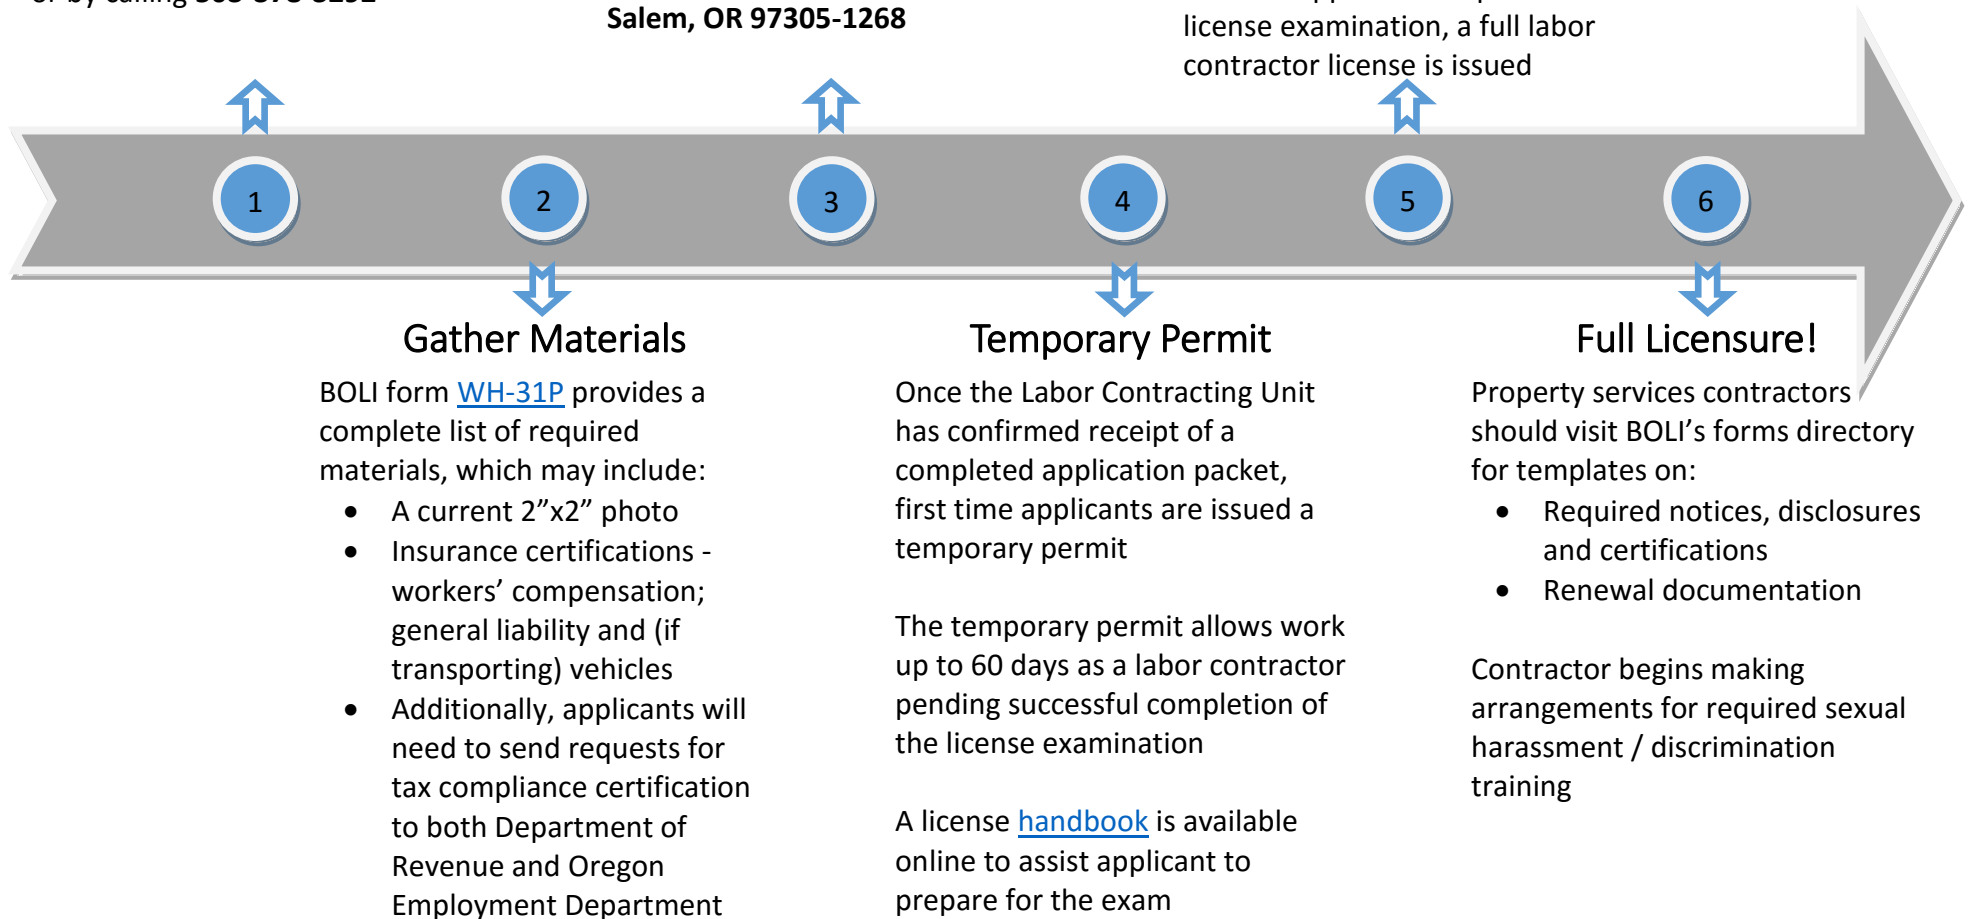 or by calling
Salem, OR 97305-1268
license examination, a full labor
contractor license is issued
1
2
3
4
5
6
Gather Materials
BOLI form WH-31P provides a
complete list of required
materials, which may include:
• A current 2”x2” photo
• Insurance certifications -
workers’ compensation;
general liability and (if
transporting) vehicles
• Additionally, applicants will
need to send requests for
tax compliance certification
to both Department of
Revenue and Oregon
Employment Department
Temporary Permit
Once the Labor Contracting Unit
has confirmed receipt of a
completed application packet,
first time applicants are issued a
temporary permit
The temporary permit allows work
up to 60 days as a labor contractor
pending successful completion of
the license examination
A license handbook is available
online to assist applicant to
prepare for the exam
Full Licensure!
Property services contractors
should visit BOLI’s forms directory
for templates on:
• Required notices, disclosures
and certifications
• Renewal documentation
Contractor begins making
arrangements for required sexual
harassment / discrimination
training